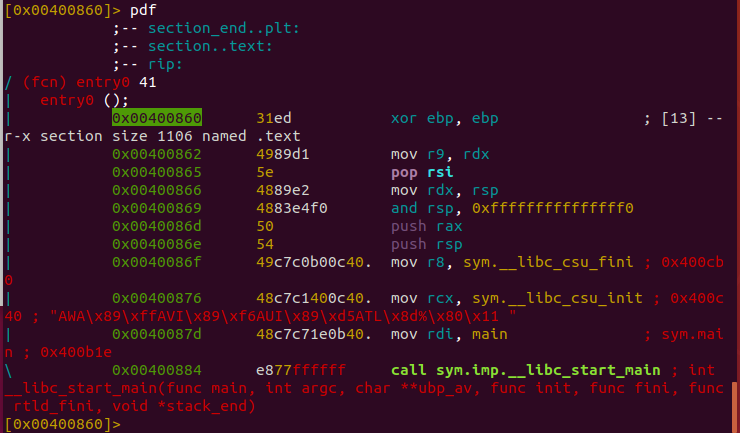 [0x00400860]> pdf
;-- section_end..plt:
;-- section..text:
;-- rip:
/ (fcn) entry0 41
|   entry0 ();
|           0x00400860      31ed           xor ebp, ebp                ; [13] --
r-x section size 1106 named .text
|           0x00400862      4989d1         mov r9, rdx
|           0x00400865      5e             pop rsi
|           0x00400866      4889e2         mov rdx, rsp
|           0x00400869      4883e4f0       and rsp, 0xfffffffffffffff0
|           0x0040086d      50             push rax
|           0x0040086e      54             push rsp
|           0x0040086f      49c7c0b00c40.  mov r8, sym.__libc_csu_fini ; 0x400cb
0
|           0x00400876      48c7c1400c40.  mov rcx, sym.__libc_csu_init ; 0x400c
40 ; "AWA\x89\xffAVI\x89\xf6AUI\x89\xd5ATL\x8d%\x80\x11 "
|           0x0040087d      48c7c71e0b40.  mov rdi, main               ; sym.mai
n ; 0x400b1e
\           0x00400884      e877ffffff     call sym.imp.__libc_start_main ; int
__libc_start_main(func main, int argc, char **ubp_av, func init, func fini, func
 rtld_fini, void *stack_end)
[0x00400860]>